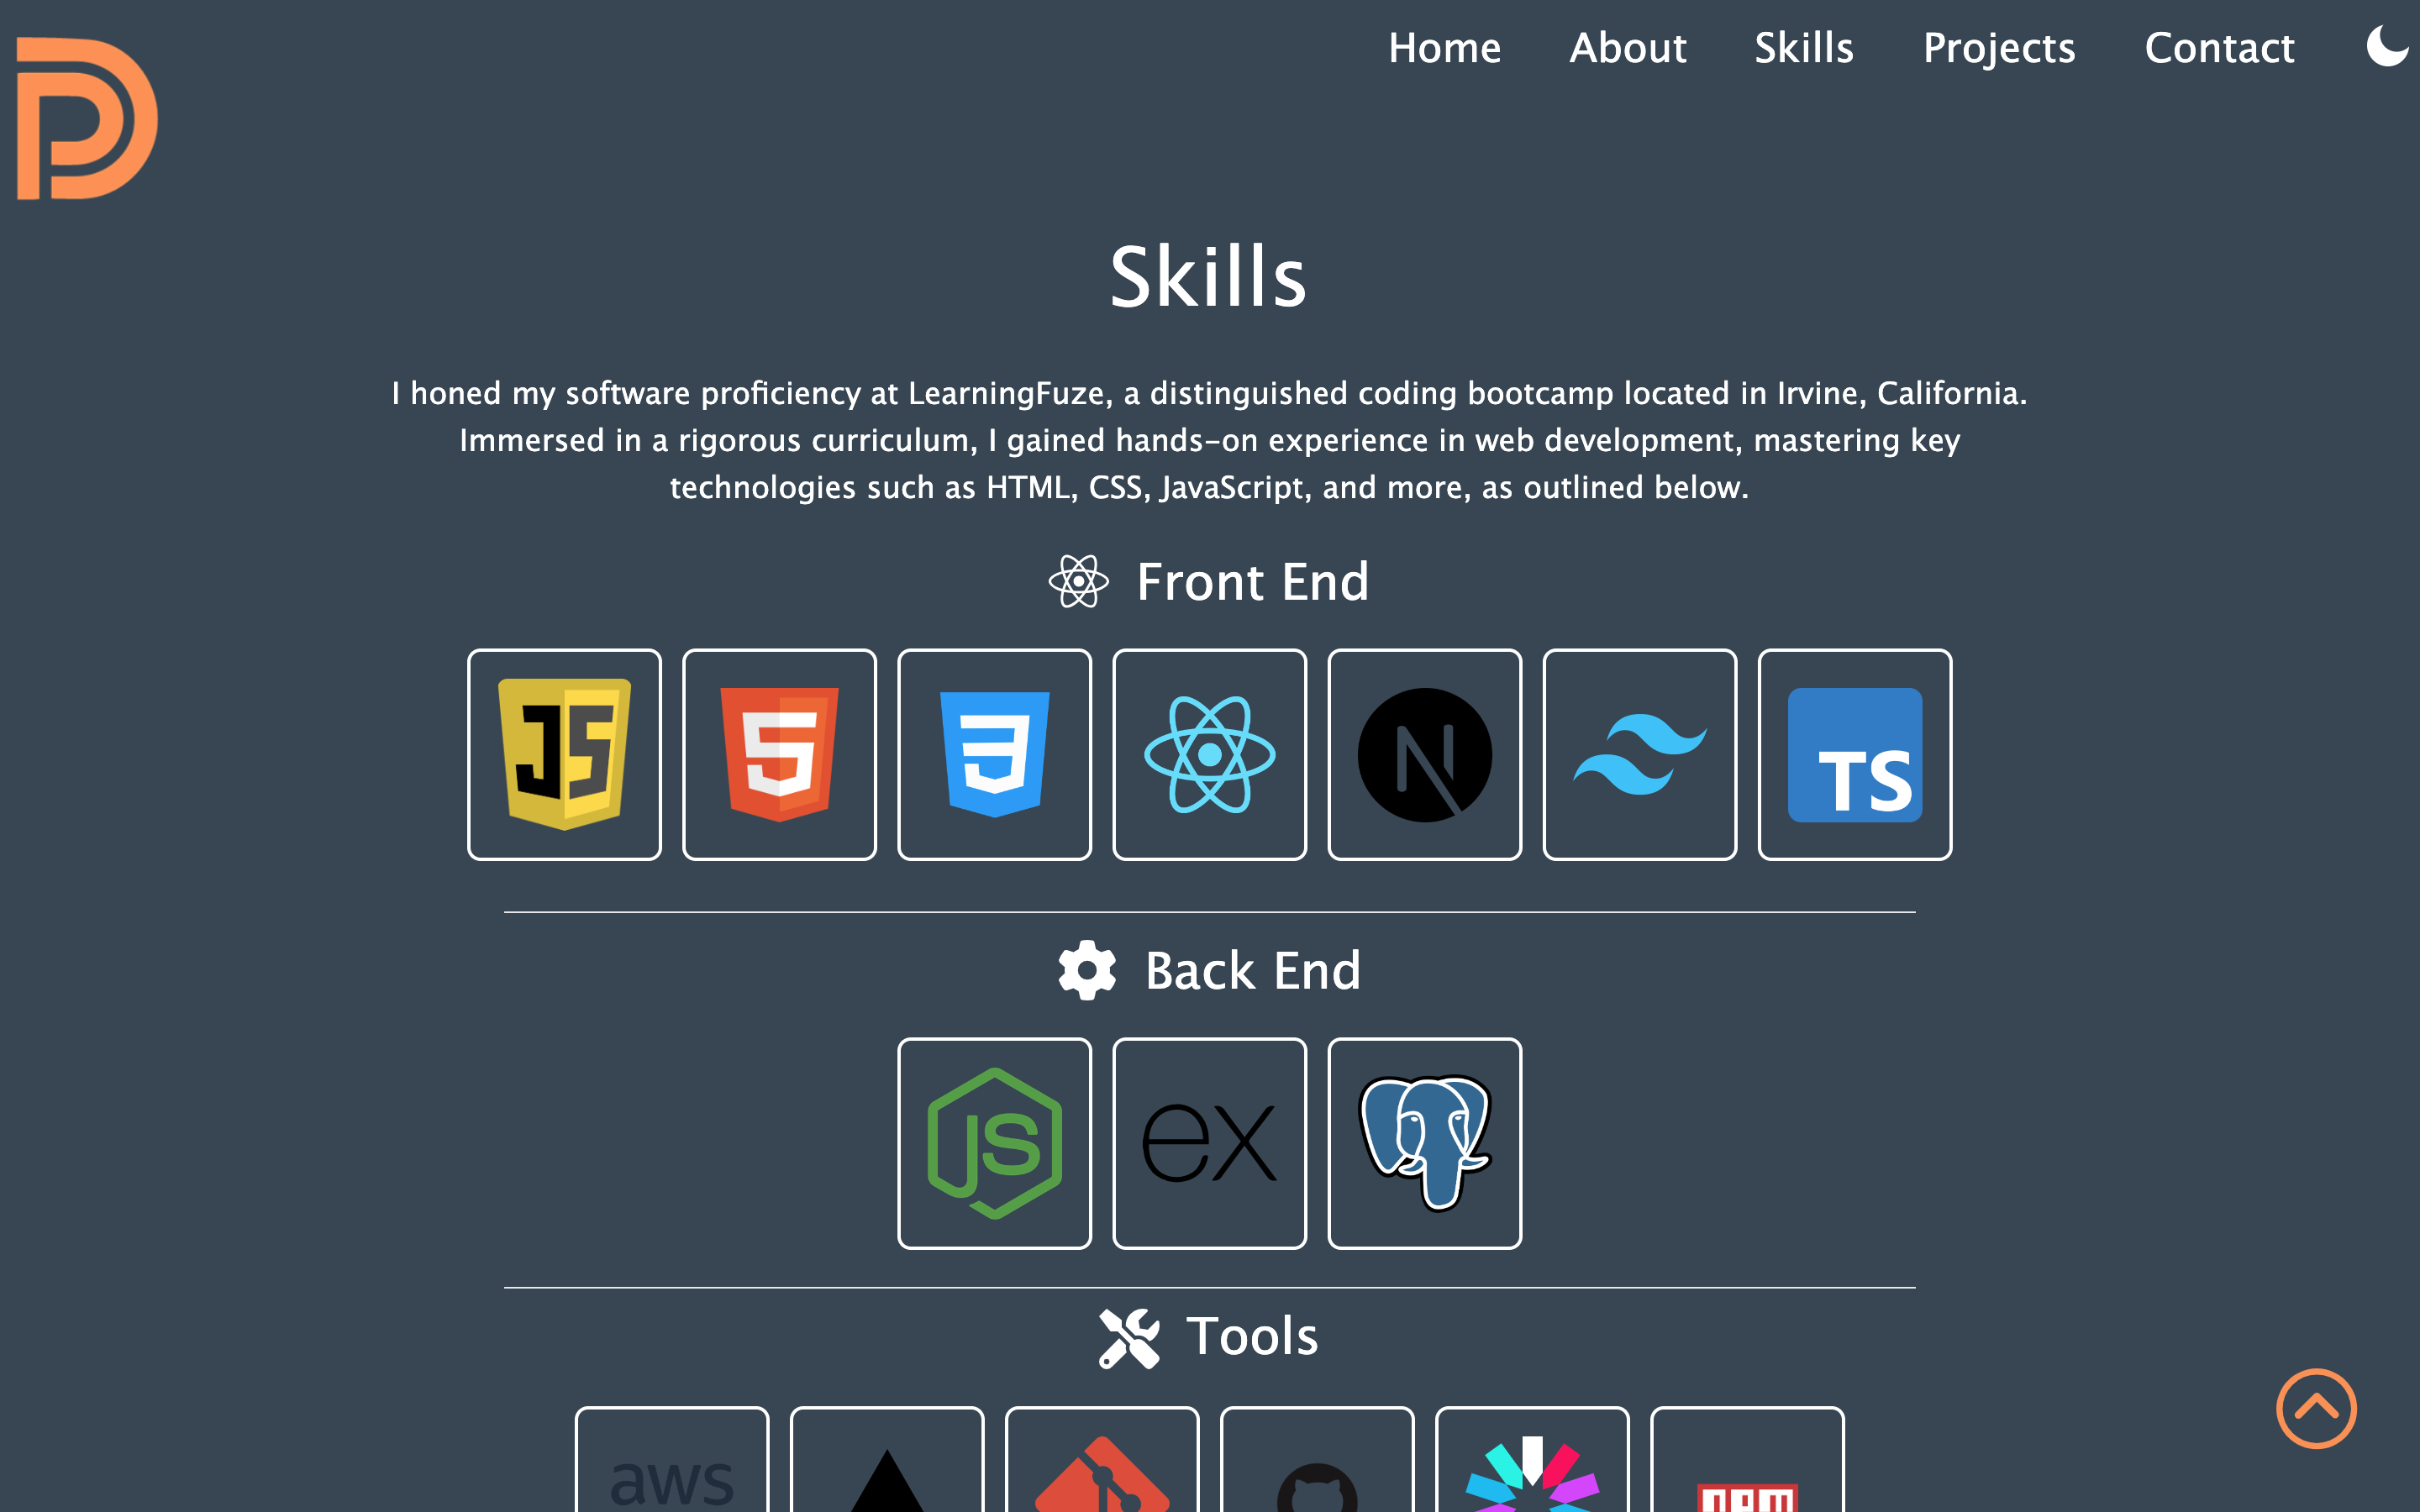 Home About Skills Projects Contact
Skills
I honed my software proficiency at LearningFuze, a distinguished coding bootcamp located in Irvine, California.
Immersed in a rigorous curriculum, I gained hands-on experience in web development, mastering key
technologies such as HTML, CSS, JavaScript, and more, as outlined below.
Front End
JS 5 3 N TS
Back End
JS ex
Tools
aws npm